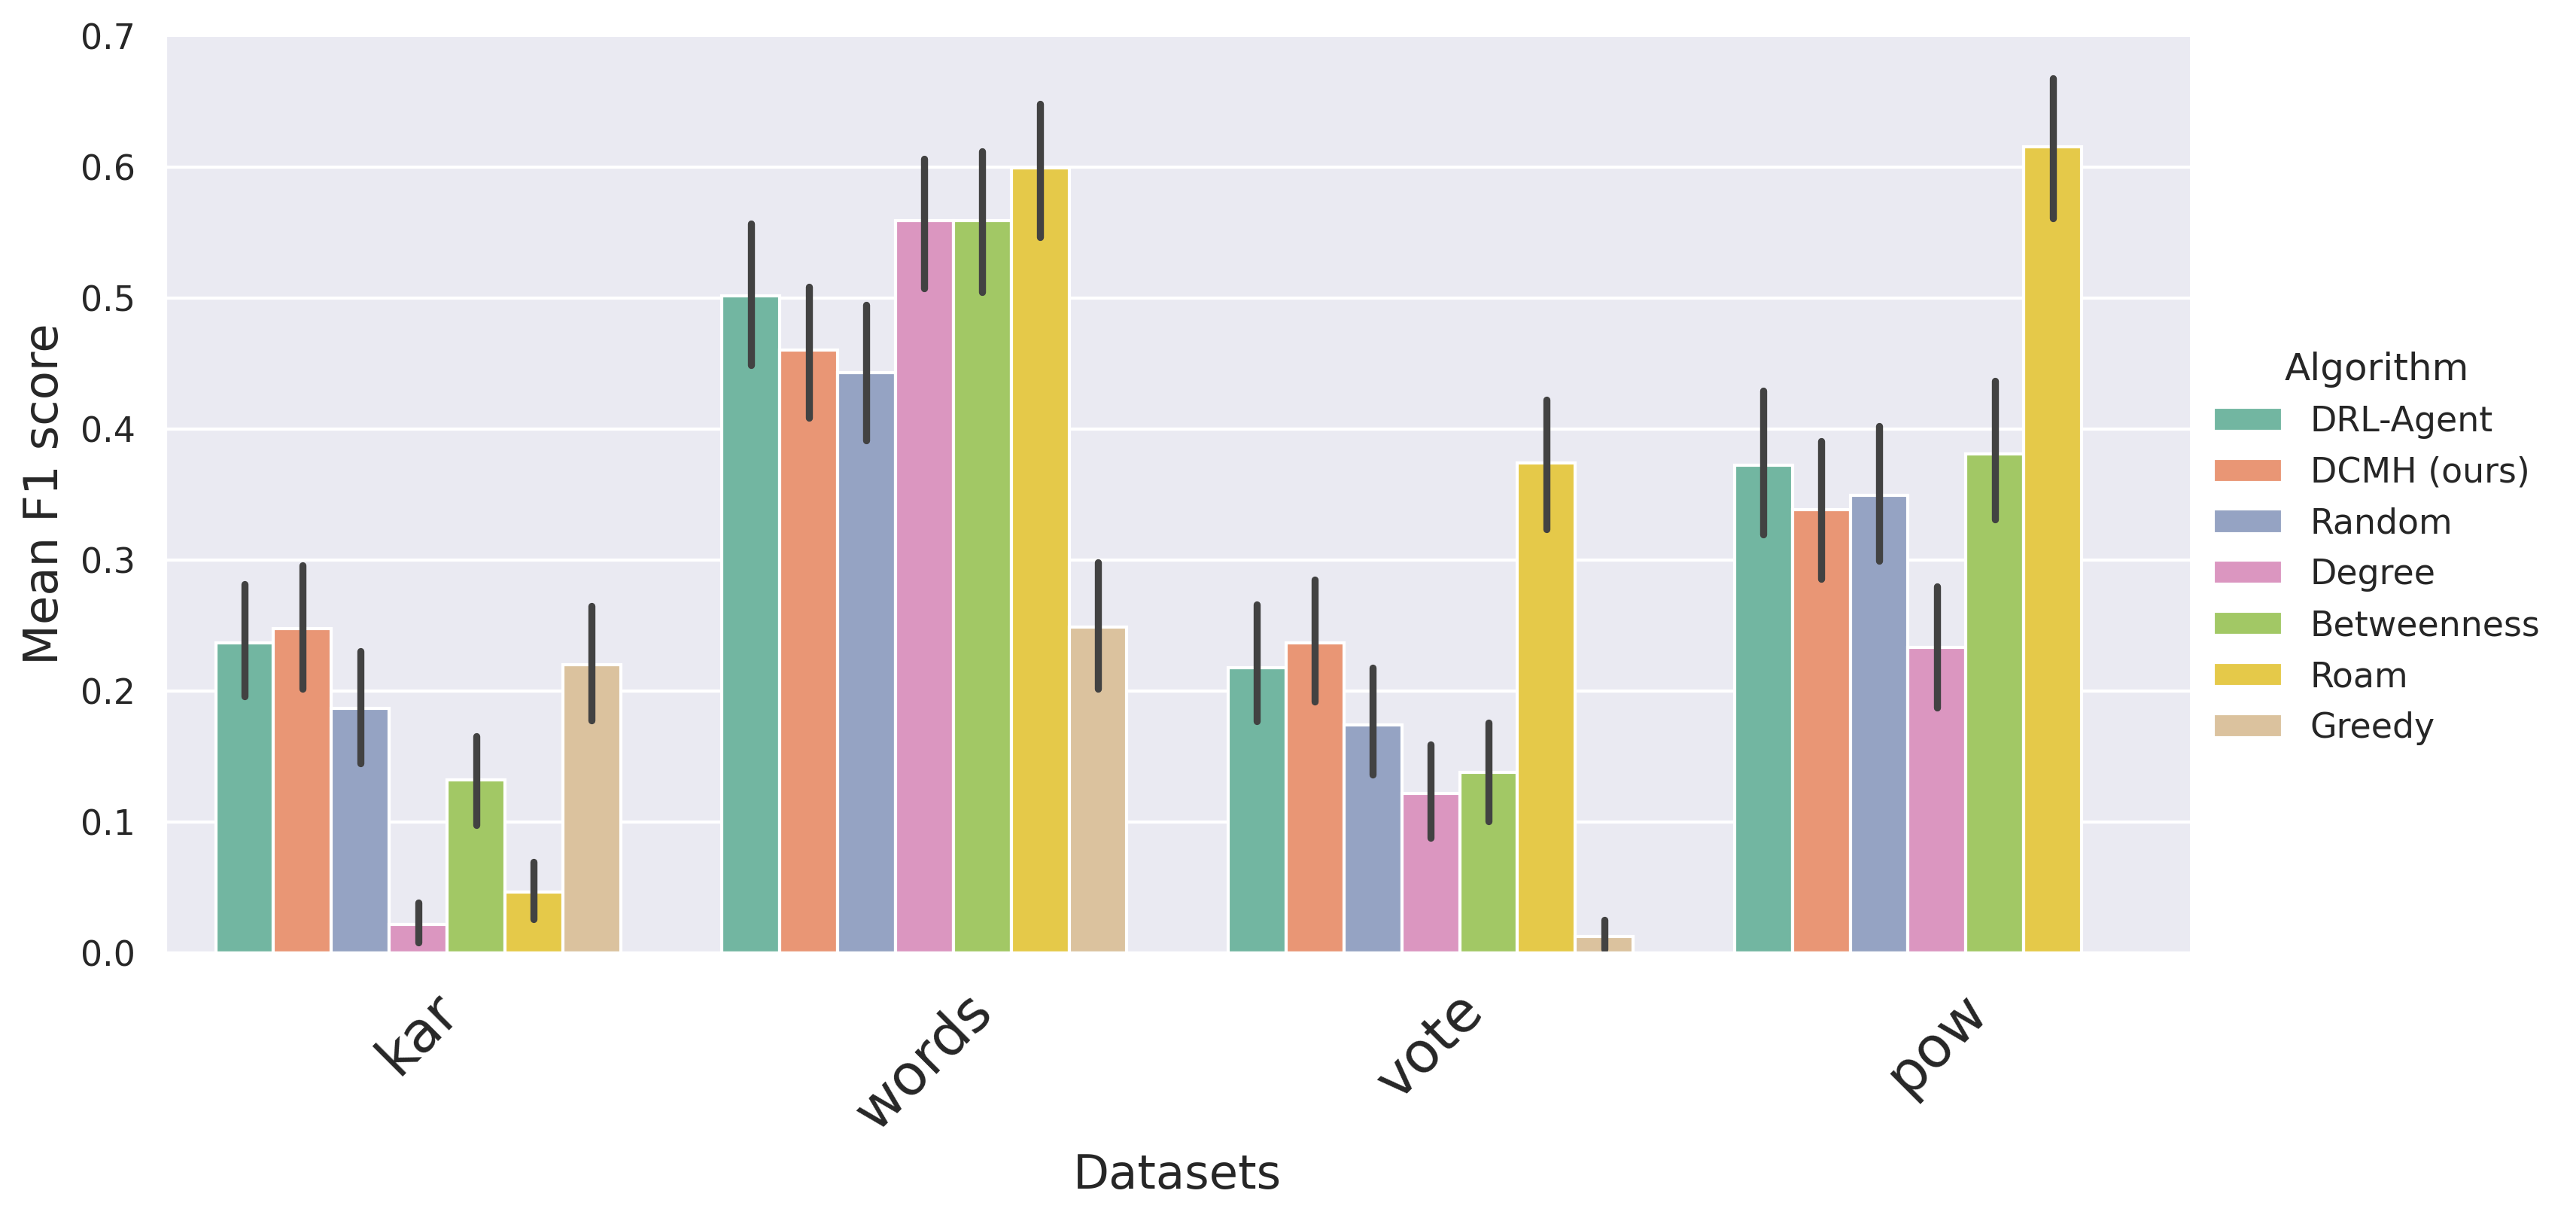 0.7
0.6
0.5
0.4
0.3
0.2
0.1
0.0
Mean F1 score
kar
words
vote
pow
Datasets
Algorithm
DRL-Agent
DCMH (ours)
Random
Degree
Betweenness
Roam
Greedy